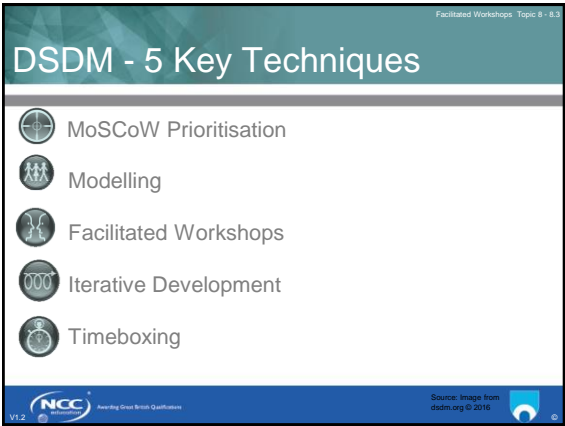 Facilitated Workshops Topic 8 - 8.3
DSDM - 5 Key Techniques
MoSCoW Prioritisation
Modelling
Facilitated Workshops
Iterative Development
Timeboxing
V1.2
NCC
education
Awarding Great British Qualifications
Source: Image from
dsdm.org © 2016
©